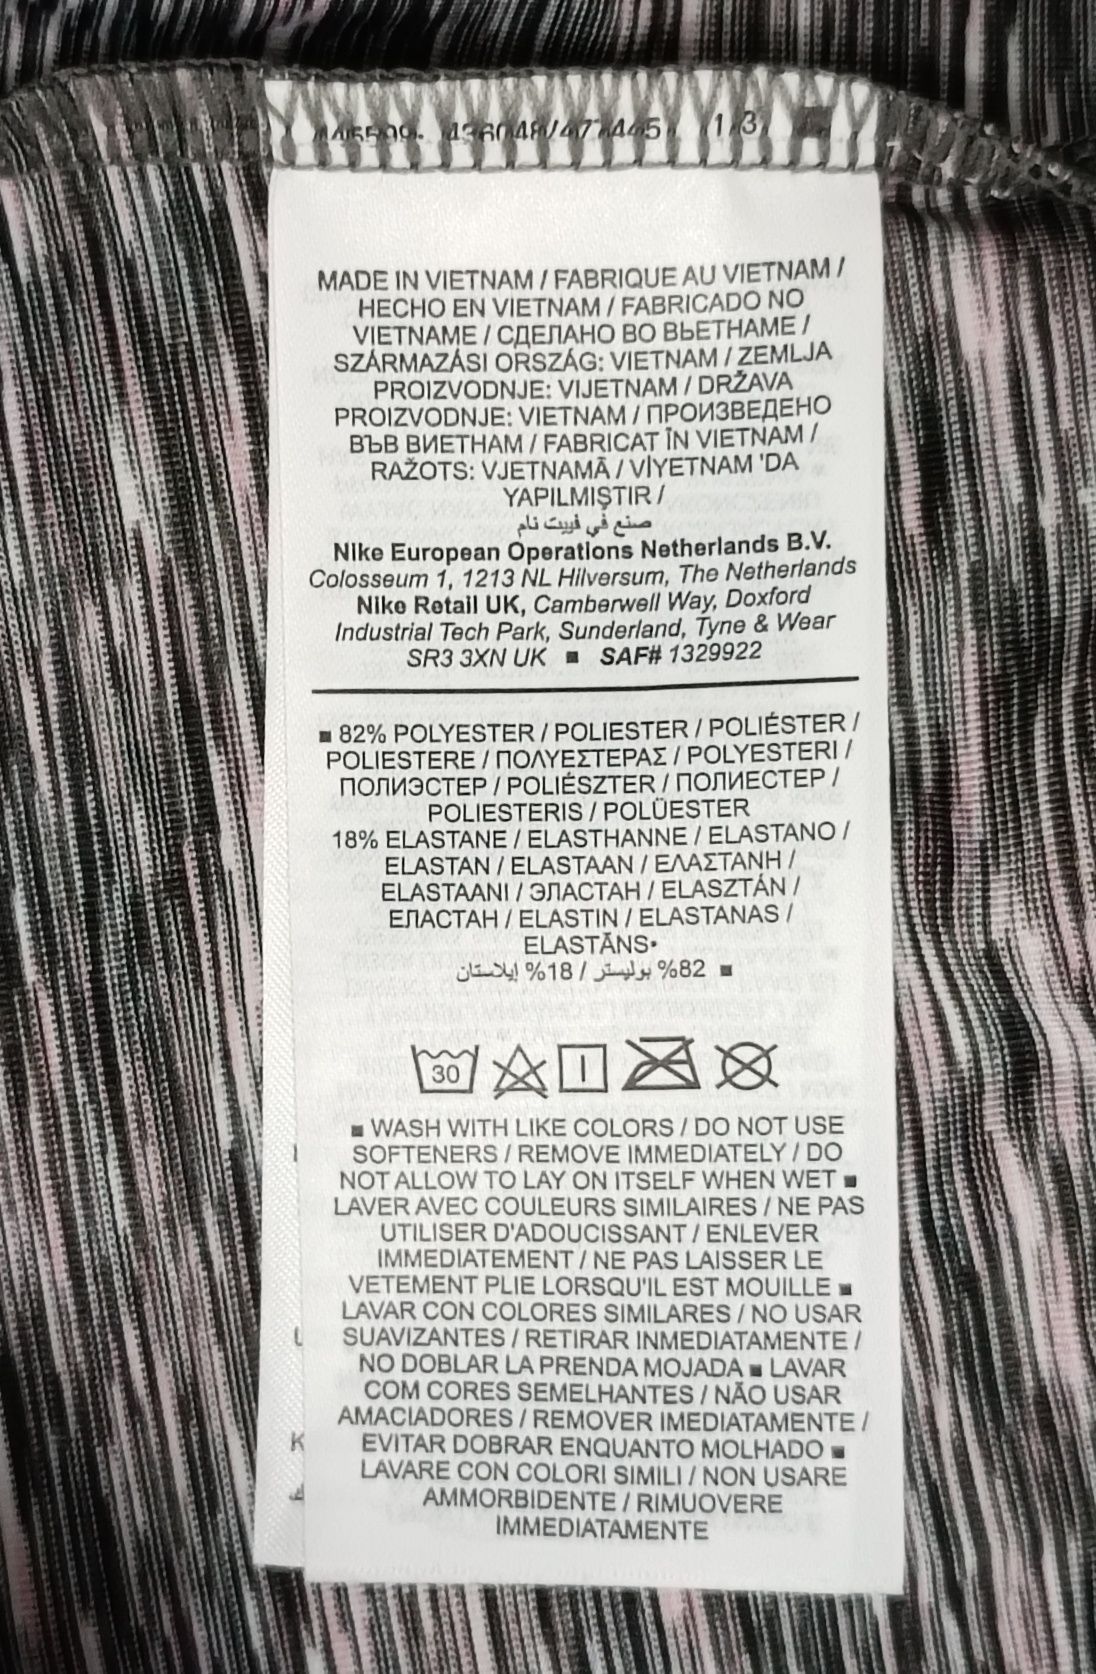 1/3
MADE IN VIETNAM / FABRIQUE AU VIETNAM /
HECHO EN VIETNAM / FABRICADO NO
VIETNAME / СДЕЛАНО ВО ВЬЕТНАМЕ /
SZÁRMAZÁSI ORSZÁG: VIETNAM / ZEMLJA
PROIZVODNJE: VIJETNAM / DRŽAVA
PROIZVODNJE: VIETNAM / ПРОИЗВЕДЕНО
ВЪВ ВИЕТНАМ / FABRICAT ÎN VIETNAM /
RAŽOTS: VJETNAMĀ / VİYETNAM 'DA
YAPILMIŞTIR /
صنع في فييت نام
Nike European Operations Netherlands B.V.
Colosseum 1, 1213 NL Hilversum, The Netherlands
Nike Retail UK, Camberwell Way, Doxford
Industrial Tech Park, Sunderland, Tyne & Wear
SR3 3XN UK ■ SAF# 1329922
■ 82% POLYESTER / POLIESTER / POLIÉSTER /
POLIESTERE / ΠΟΛΥΕΣΤΕΡΑΣ / POLYESTERI /
ПОЛИЭСТЕР / POLIÉSZTER / ПОЛИЕСТЕР /
POLIESTERIS / POLÜESTER
18% ELASTANE / ELASTHANNE / ELASTANO /
ELASTAN / ELASTAAN / ΕΛΑΣΤΑΝΗ /
ELASTAANI / ЭЛАСТАН / ELASZTÁN /
ЕЛАСТАН / ELASTIN / ELASTANAS /
ELASTĀNS•
■ 82% بوليستر / 18% إيلاستان
30
■ WASH WITH LIKE COLORS / DO NOT USE
SOFTENERS / REMOVE IMMEDIATELY / DO
NOT ALLOW TO LAY ON ITSELF WHEN WET ■
LAVER AVEC COULEURS SIMILAIRES / NE PAS
UTILISER D'ADOUCISSANT / ENLEVER
IMMEDIATEMENT / NE PAS LAISSER LE
VETEMENT PLIE LORSQU'IL EST MOUILLE ■
LAVAR CON COLORES SIMILARES / NO USAR
SUAVIZANTES / RETIRAR INMEDIATAMENTE /
NO DOBLAR LA PRENDA MOJADA ■ LAVAR
COM CORES SEMELHANTES / NÃO USAR
AMACIADORES / REMOVER IMEDIATAMENTE /
EVITAR DOBRAR ENQUANTO MOLHADO ■
LAVARE CON COLORI SIMILI / NON USARE
AMMORBIDENTE / RIMUOVERE
IMMEDIATAMENTE